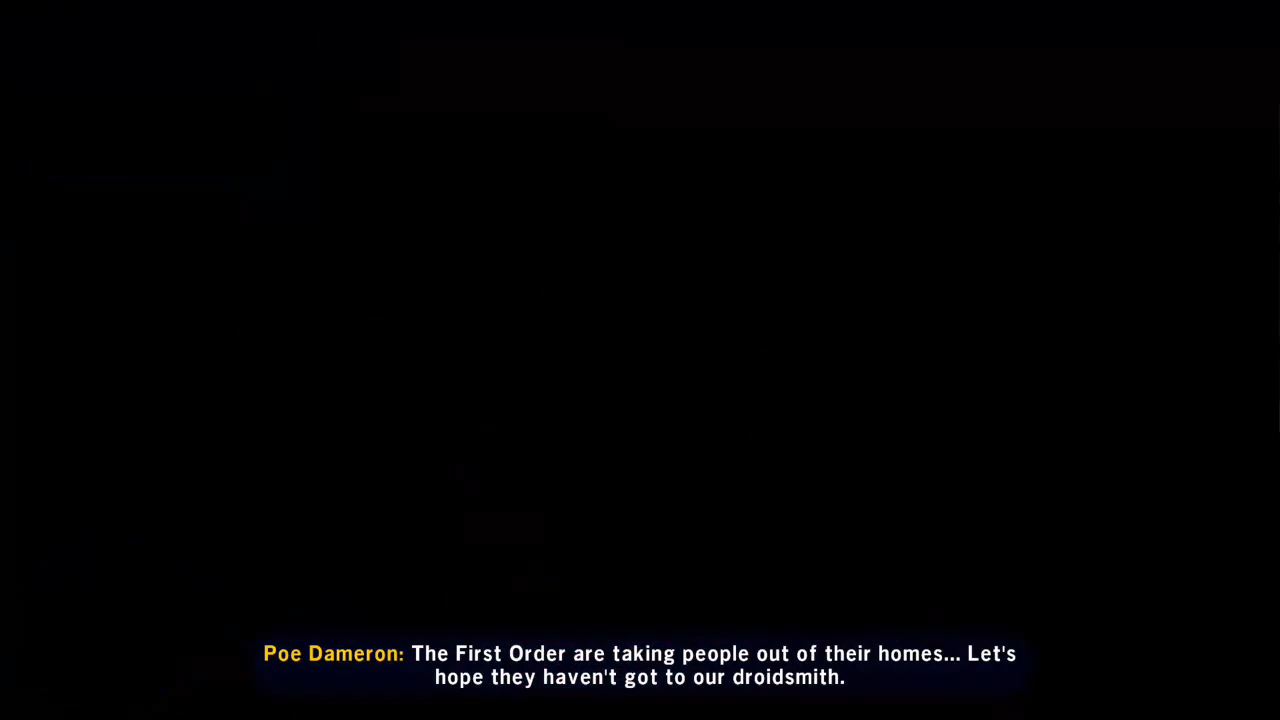 Poe Dameron: The First Order are taking people out of their homes... Let's
hope they haven't got to our droidsmith.